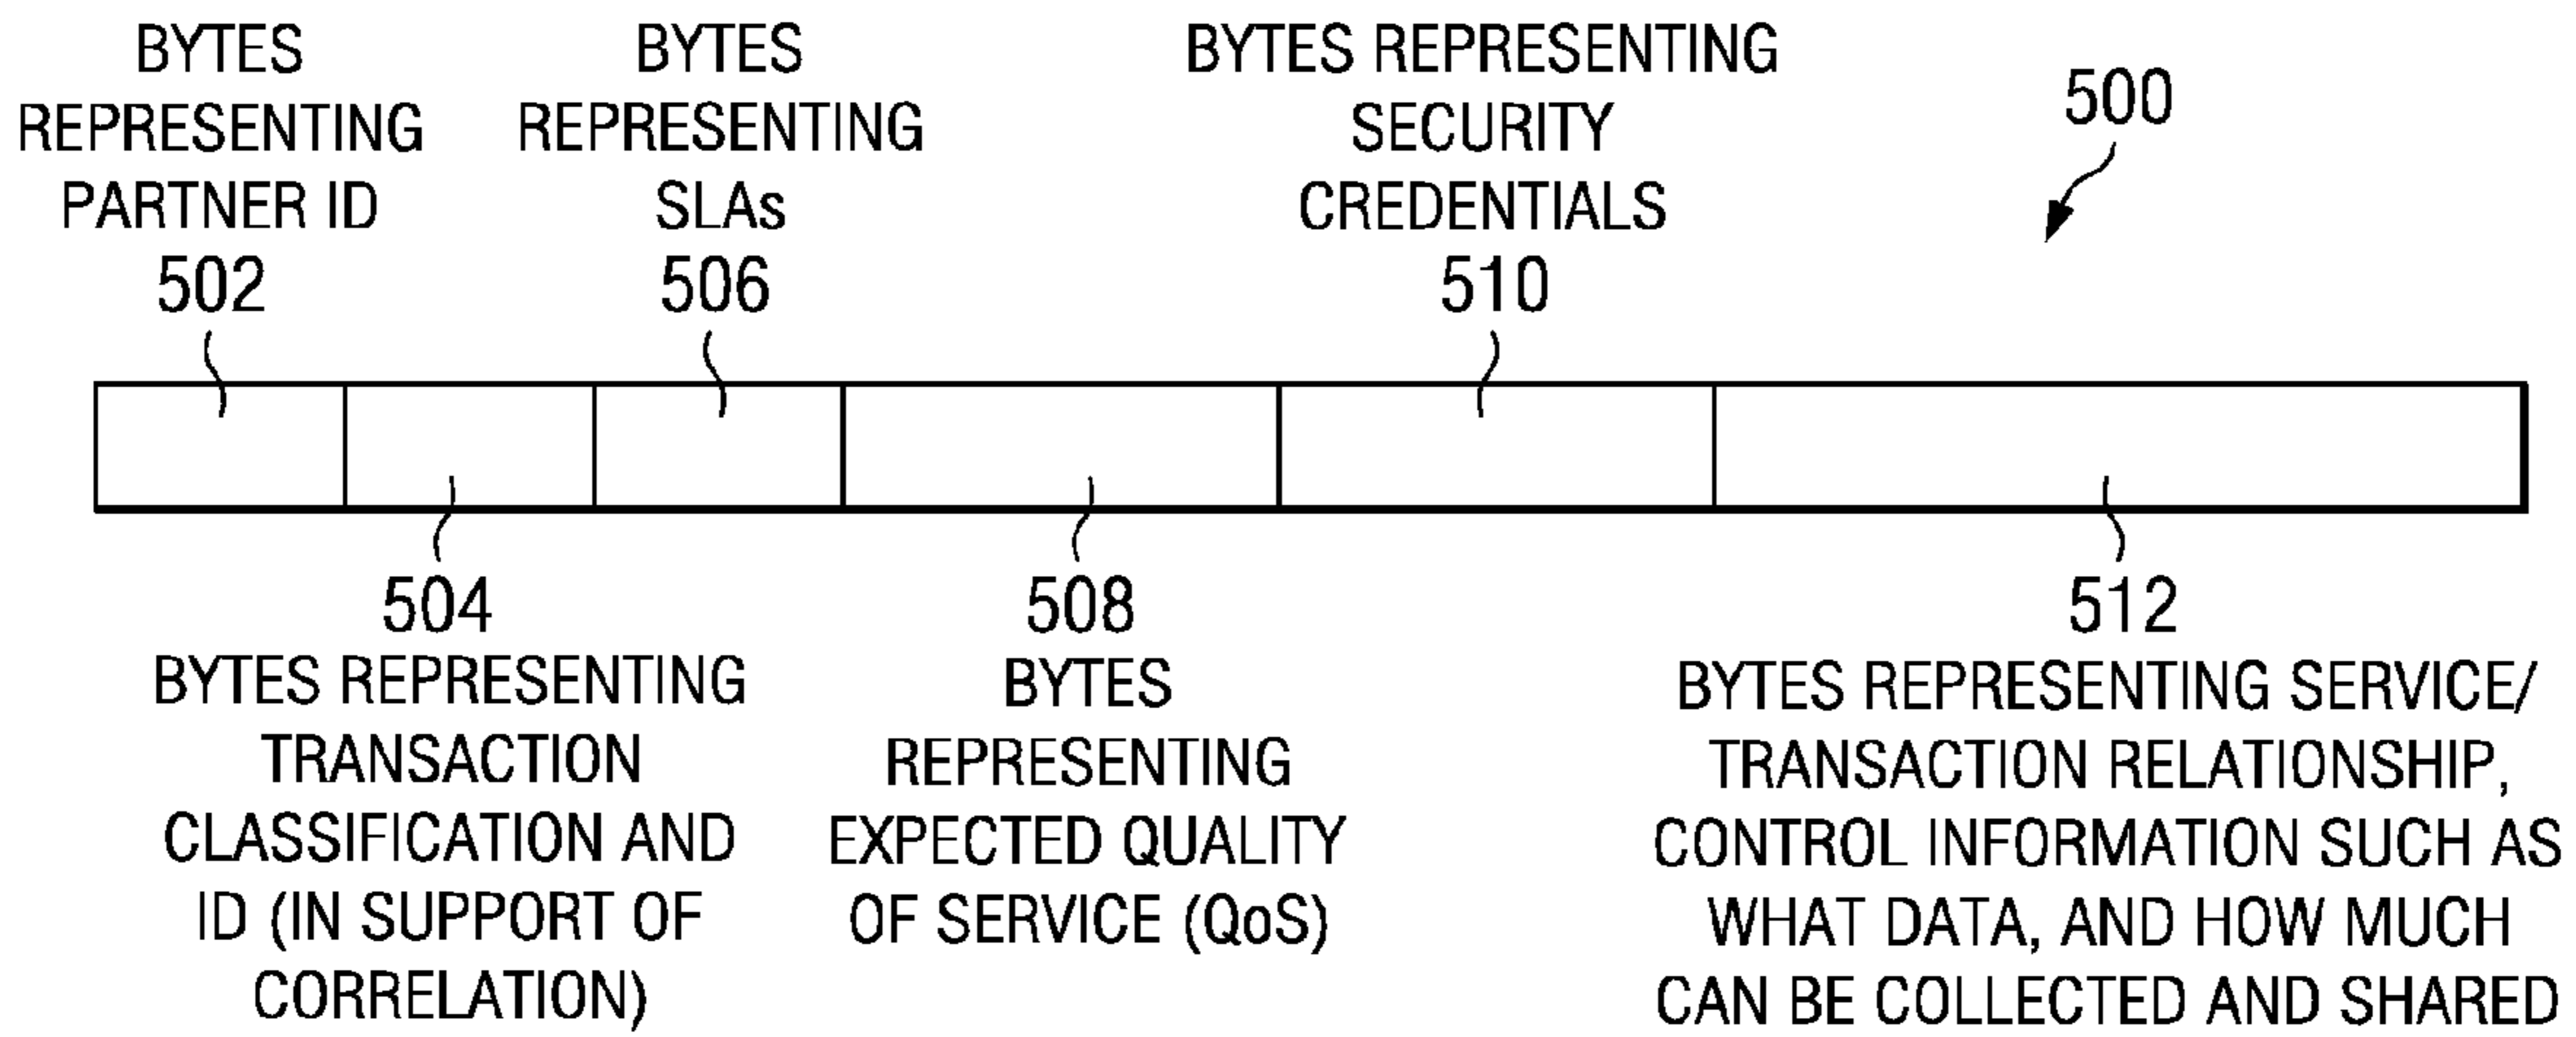 BYTES
REPRESENTING
PARTNER ID
502
BYTES
REPRESENTING
SLAs
506
BYTES REPRESENTING
SECURITY
CREDENTIALS
510
500
504
BYTES REPRESENTING
TRANSACTION
CLASSIFICATION AND
ID (IN SUPPORT OF
CORRELATION)
508
BYTES
REPRESENTING
EXPECTED QUALITY
OF SERVICE (QoS)
512
BYTES REPRESENTING SERVICE/
TRANSACTION RELATIONSHIP,
CONTROL INFORMATION SUCH AS
WHAT DATA, AND HOW MUCH
CAN BE COLLECTED AND SHARED